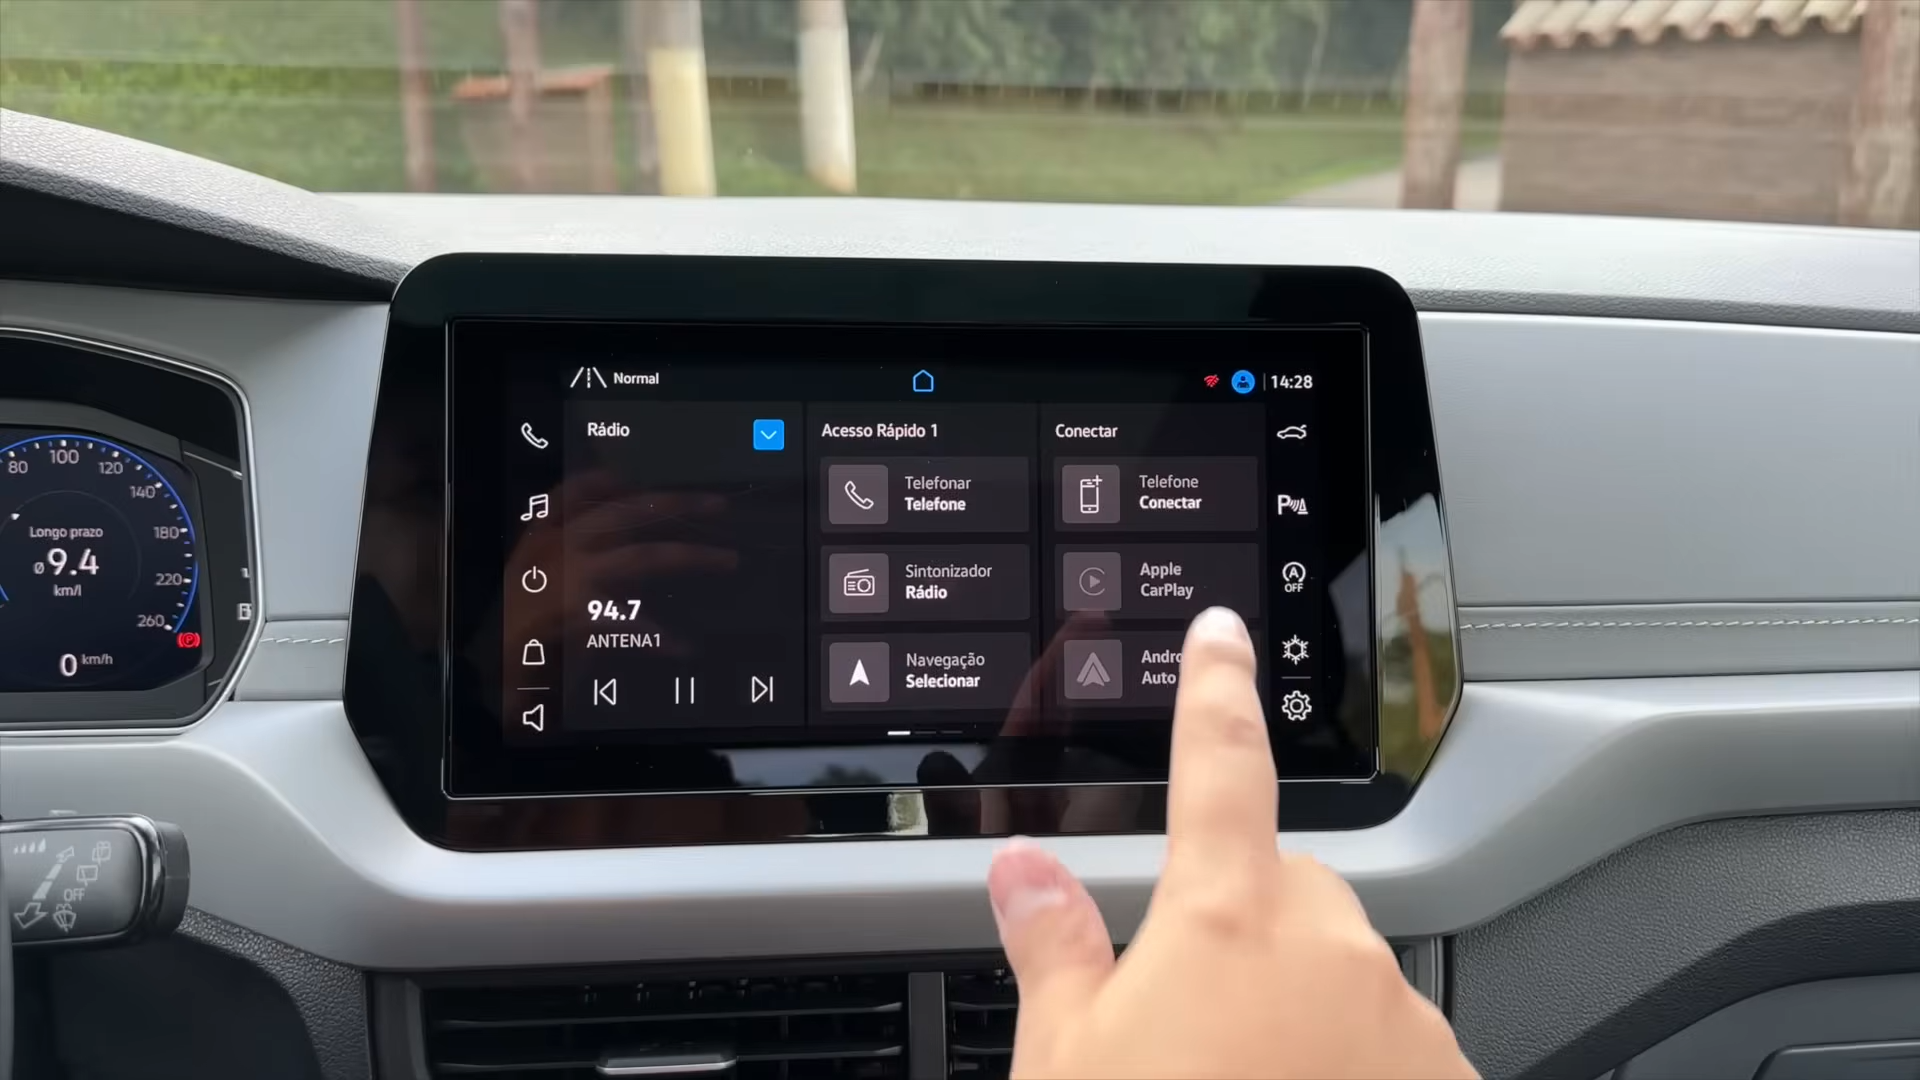 Normal
14:28
Rádio
94.7
ANTENA1
Acesso Rápido 1
Telefonar
Telefone
Sintonizador
Rádio
Navegação
Selecionar
Conectar
Telefone
Conectar
Apple
CarPlay
Andro
Auto
P
A
OFF
80
100
120
140
180
220
260
Longo prazo
ø 9.4
km/l
0 km/h
P
OFF